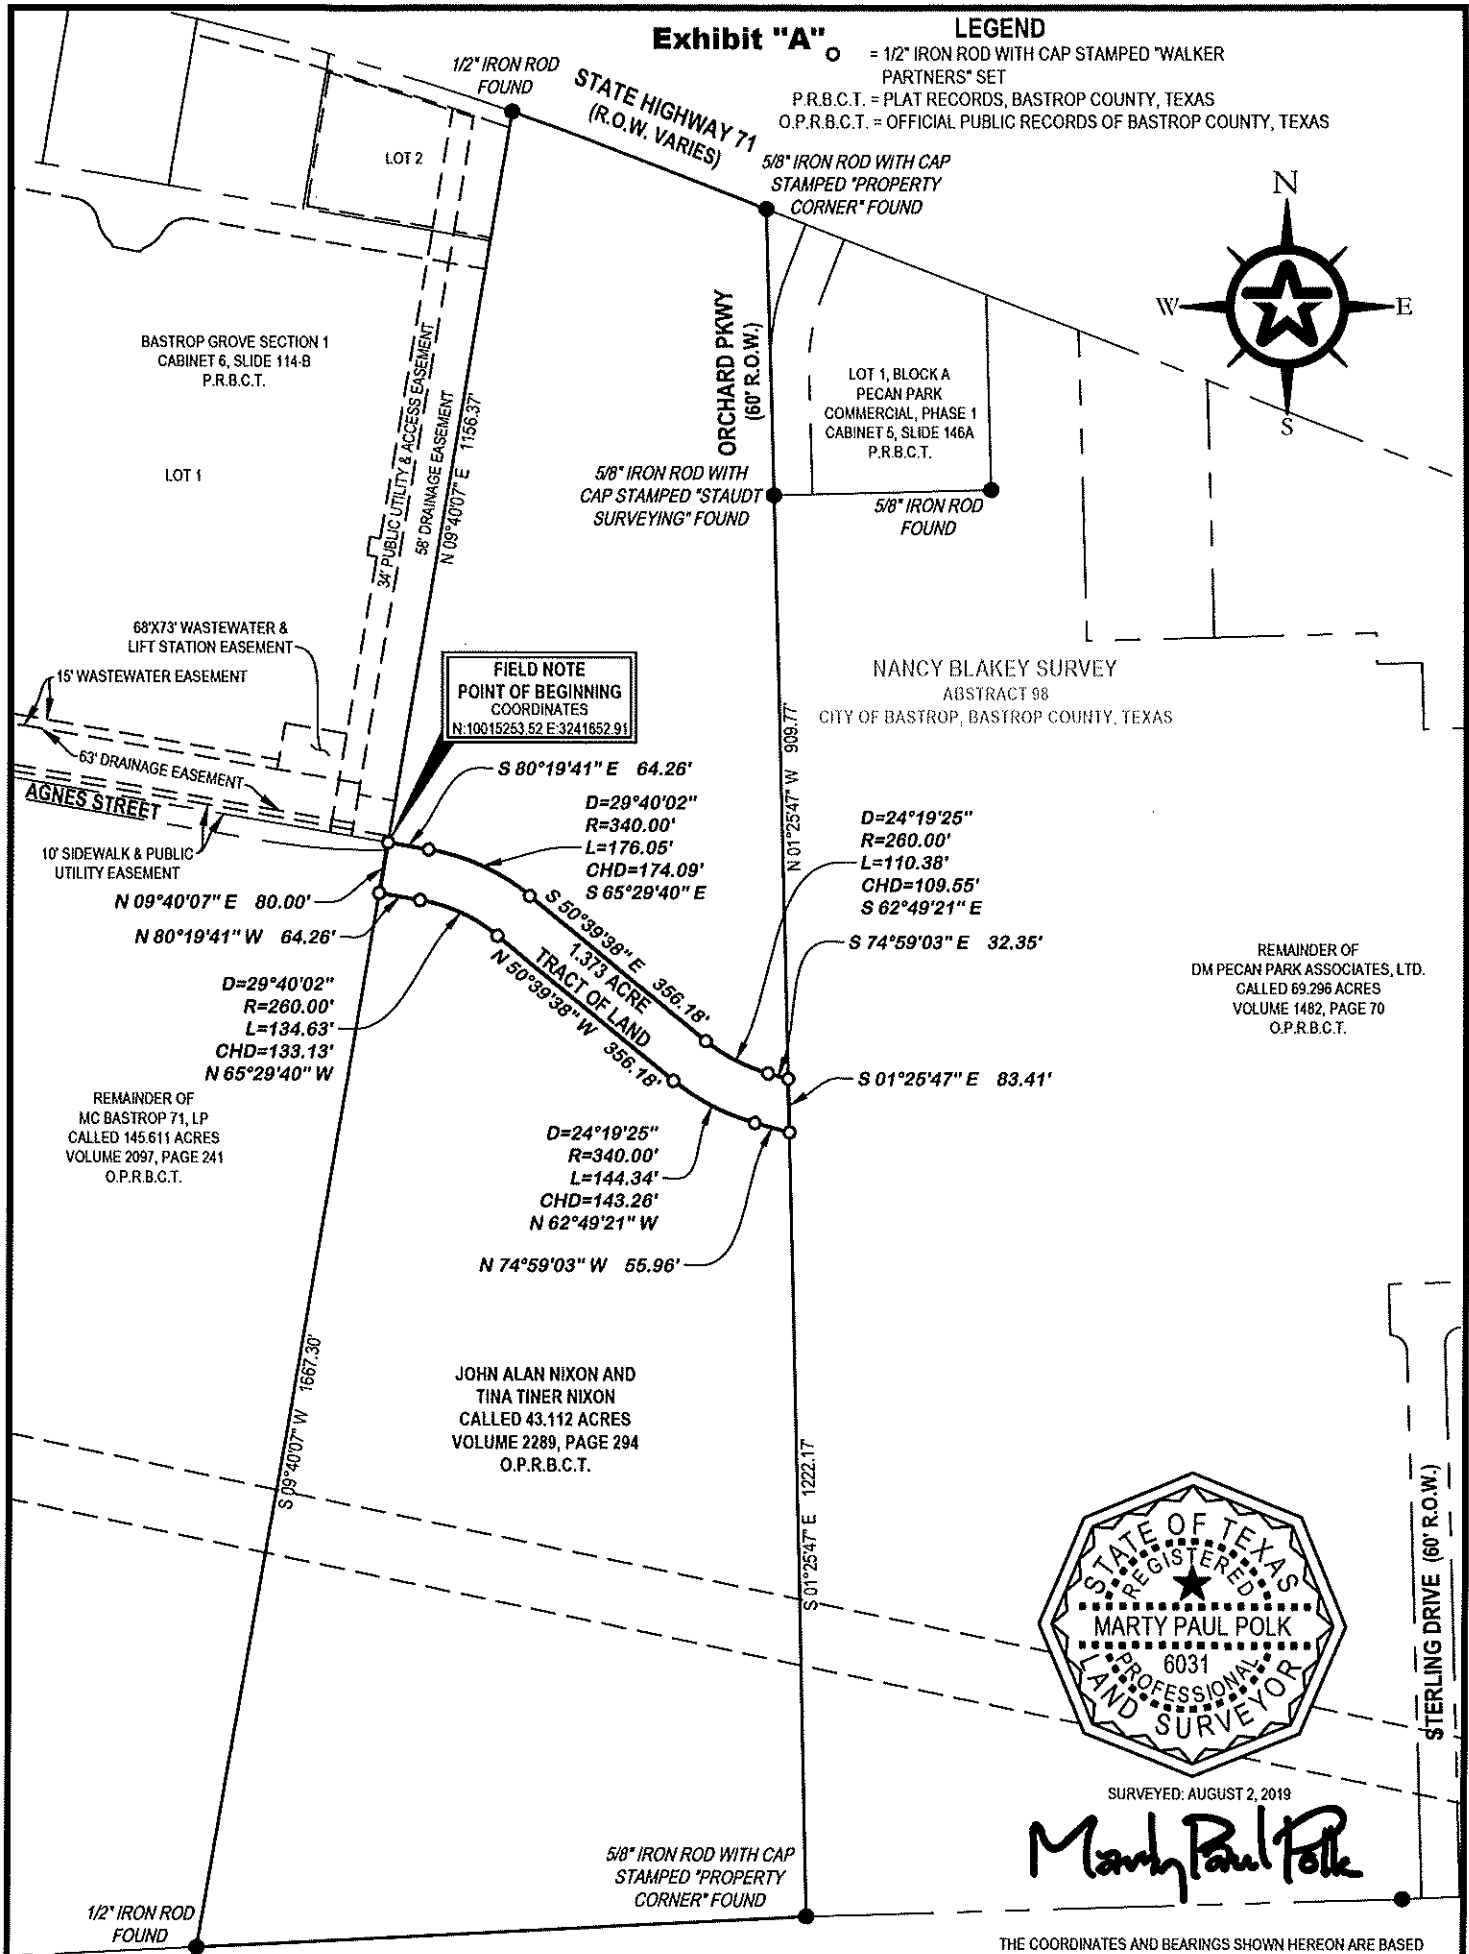 Exhibit "A"
LEGEND
O = 1/2" IRON ROD WITH CAP STAMPED "WALKER
PARTNERS" SET
P.R.B.C.T. = PLAT RECORDS, BASTROP COUNTY, TEXAS
O.P.R.B.C.T. = OFFICIAL PUBLIC RECORDS OF BASTROP COUNTY, TEXAS
1/2" IRON ROD
FOUND
STATE HIGHWAY 71
(R.O.W. VARIES)
5/8" IRON ROD WITH CAP
STAMPED "PROPERTY
CORNER" FOUND
LOT 2
N
W
E
S
BASTROP GROVE SECTION 1
CABINET 6, SLIDE 114-B
P.R.B.C.T.
LOT 1
34' PUBLIC UTILITY & ACCESS EASEMENT
58' DRAINAGE EASEMENT
N 09°40'07" E 1156.37'
ORCHARD PKWY
(60' R.O.W.)
LOT 1, BLOCK A
PECAN PARK
COMMERCIAL, PHASE 1
CABINET 5, SLIDE 146A
P.R.B.C.T.
5/8" IRON ROD WITH
CAP STAMPED "STAUDT
SURVEYING" FOUND
5/8" IRON ROD
FOUND
68'X73' WASTEWATER &
LIFT STATION EASEMENT
15' WASTEWATER EASEMENT
FIELD NOTE
POINT OF BEGINNING
COORDINATES
N:10015253.52 E:3241652.91
NANCY BLAKEY SURVEY
ABSTRACT 98
CITY OF BASTROP, BASTROP COUNTY, TEXAS
63' DRAINAGE EASEMENT
AGNES STREET
10' SIDEWALK & PUBLIC
UTILITY EASEMENT
S 80°19'41" E 64.26'
D=29°40'02"
R=340.00'
L=176.05'
CHD=174.09'
S 65°29'40" E
N 01°25'47" W 909.77'
D=24°19'25"
R=260.00'
L=110.38'
CHD=109.55'
S 62°49'21" E
N 09°40'07" E 80.00'
N 80°19'41" W 64.26'
S 74°59'03" E 32.35'
S 50°39'38" E 356.18'
1.373 ACRE
TRACT OF LAND
N 50°39'38" W 356.18'
D=29°40'02"
R=260.00'
L=134.63'
CHD=133.13'
N 65°29'40" W
REMAINDER OF
DM PECAN PARK ASSOCIATES, LTD.
CALLED 69.296 ACRES
VOLUME 1482, PAGE 70
O.P.R.B.C.T.
S 01°25'47" E 83.41'
REMAINDER OF
MC BASTROP 71, LP
CALLED 145.611 ACRES
VOLUME 2097, PAGE 241
O.P.R.B.C.T.
D=24°19'25"
R=340.00'
L=144.34'
CHD=143.26'
N 62°49'21" W
N 74°59'03" W 55.96'
S 09°40'07" W 1667.30'
JOHN ALAN NIXON AND
TINA TINER NIXON
CALLED 43.112 ACRES
VOLUME 2289, PAGE 294
O.P.R.B.C.T.
S 01°25'47" E 1222.17'
STERLING DRIVE (60' R.O.W.)
STATE OF TEXAS
REGISTERED
MARTY PAUL POLK
6031
PROFESSIONAL
LAND SURVEYOR
SURVEYED: AUGUST 2, 2019
Marty Paul Polk
5/8" IRON ROD WITH CAP
STAMPED "PROPERTY
CORNER" FOUND
1/2" IRON ROD
FOUND
THE COORDINATES AND BEARINGS SHOWN HEREON ARE BASED